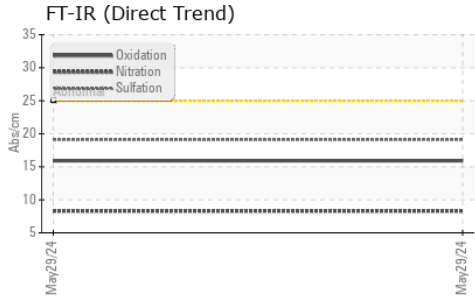 FT-IR (Direct Trend)
35
30
25
20
15
10
5
Abs/cm
Oxidation
Nitration
Sulfation
Abnormal
May29/24
May29/24